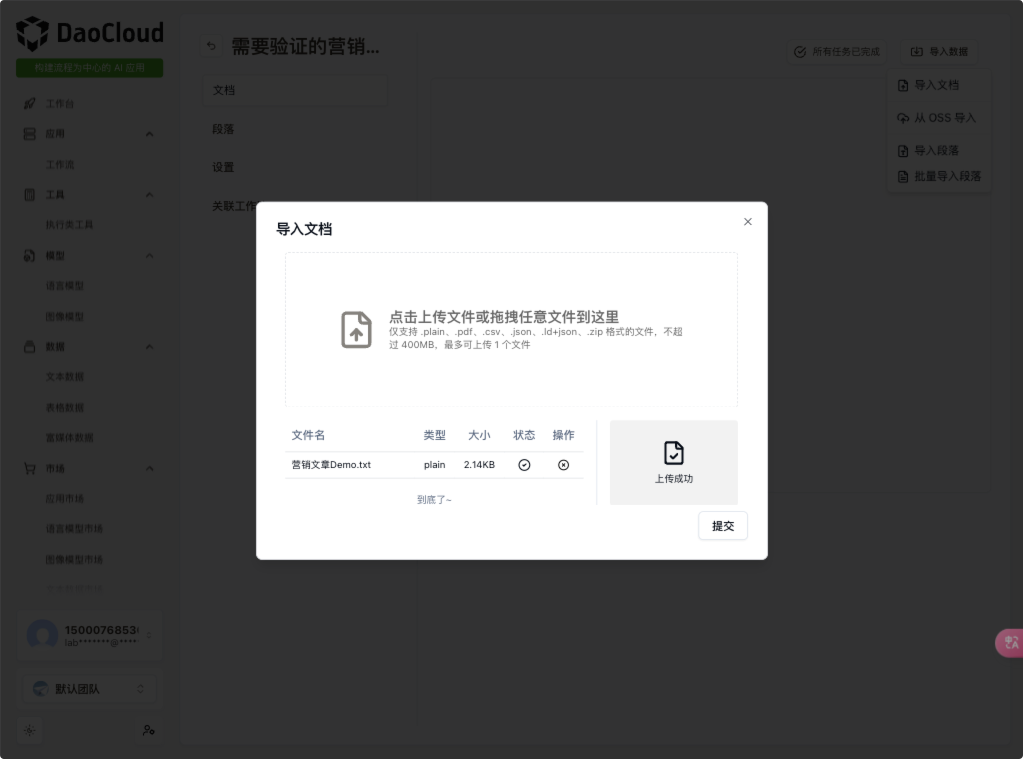 DaoCloud
构建流程为中心的 AI 应用
工作台
应用
工作流
工具
执行类工具
模型
语言模型
图像模型
数据
文本数据
表格数据
富媒体数据
市场
应用市场
语言模型市场
图像模型市场
默认团队
需要验证的营销...
文档
段落
设置
关联工作
所有任务已完成
导入数据
导入文档
从 OSS 导入
导入段落
批量导入段落
导入文档
点击上传文件或拖拽任意文件到这里
仅支持 .plain、.pdf、.csv、.json、.ld+json、.zip 格式的文件，不超
过 400MB，最多可上传 1 个文件
文件名 类型 大小 状态 操作
营销文章Demo.txt plain 2.14KB
到底了~
上传成功
提交